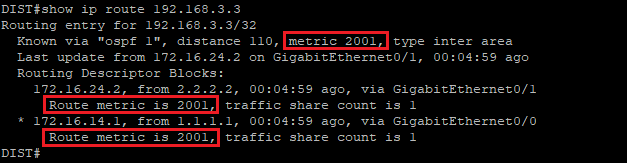 DIST#show ip route 192.168.3.3
Routing entry for 192.168.3.3/32
  Known via "ospf 1", distance 110, metric 2001, type inter area
  Last update from 172.16.24.2 on GigabitEthernet0/1, 00:04:59 ago
  Routing Descriptor Blocks:
    172.16.24.2, from 2.2.2.2, 00:04:59 ago, via GigabitEthernet0/1
      Route metric is 2001, traffic share count is 1
  * 172.16.14.1, from 1.1.1.1, 00:04:59 ago, via GigabitEthernet0/0
      Route metric is 2001, traffic share count is 1
DIST#